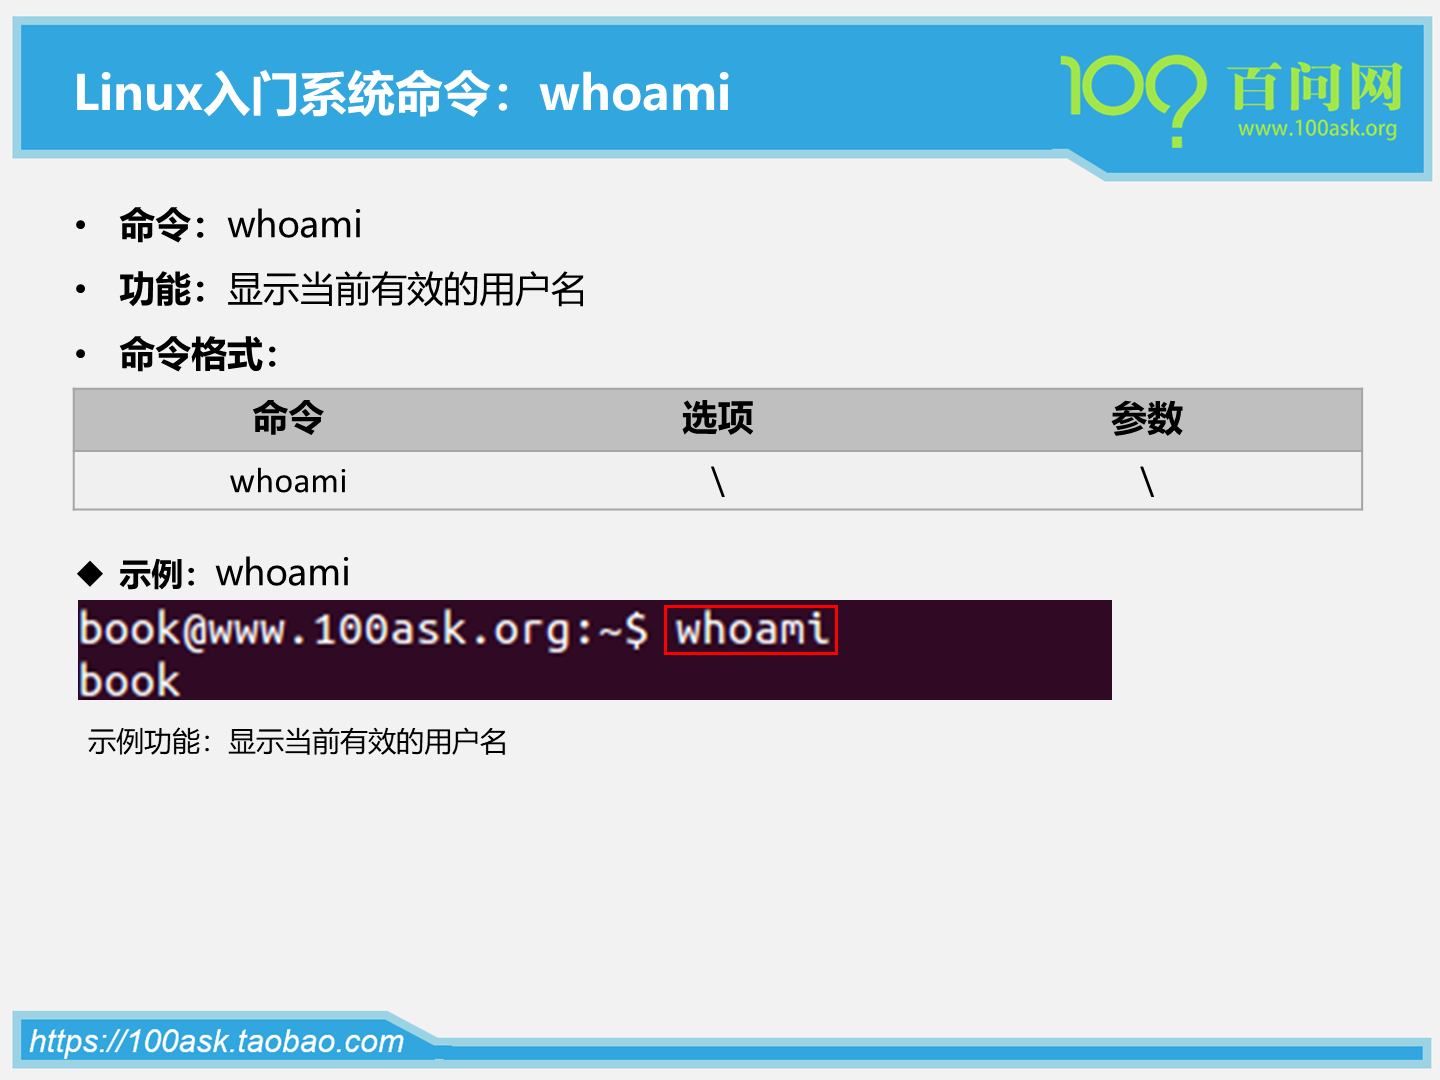 Linux入门系统命令：whoami
100?
百问网
www.100ask.org
• 命令：whoami
• 功能：显示当前有效的用户名
• 命令格式：
命令 选项 参数
whoami \ \
◆ 示例：whoami
book@www.100ask.org:~$ whoami
book
示例功能：显示当前有效的用户名
https://100ask.taobao.com